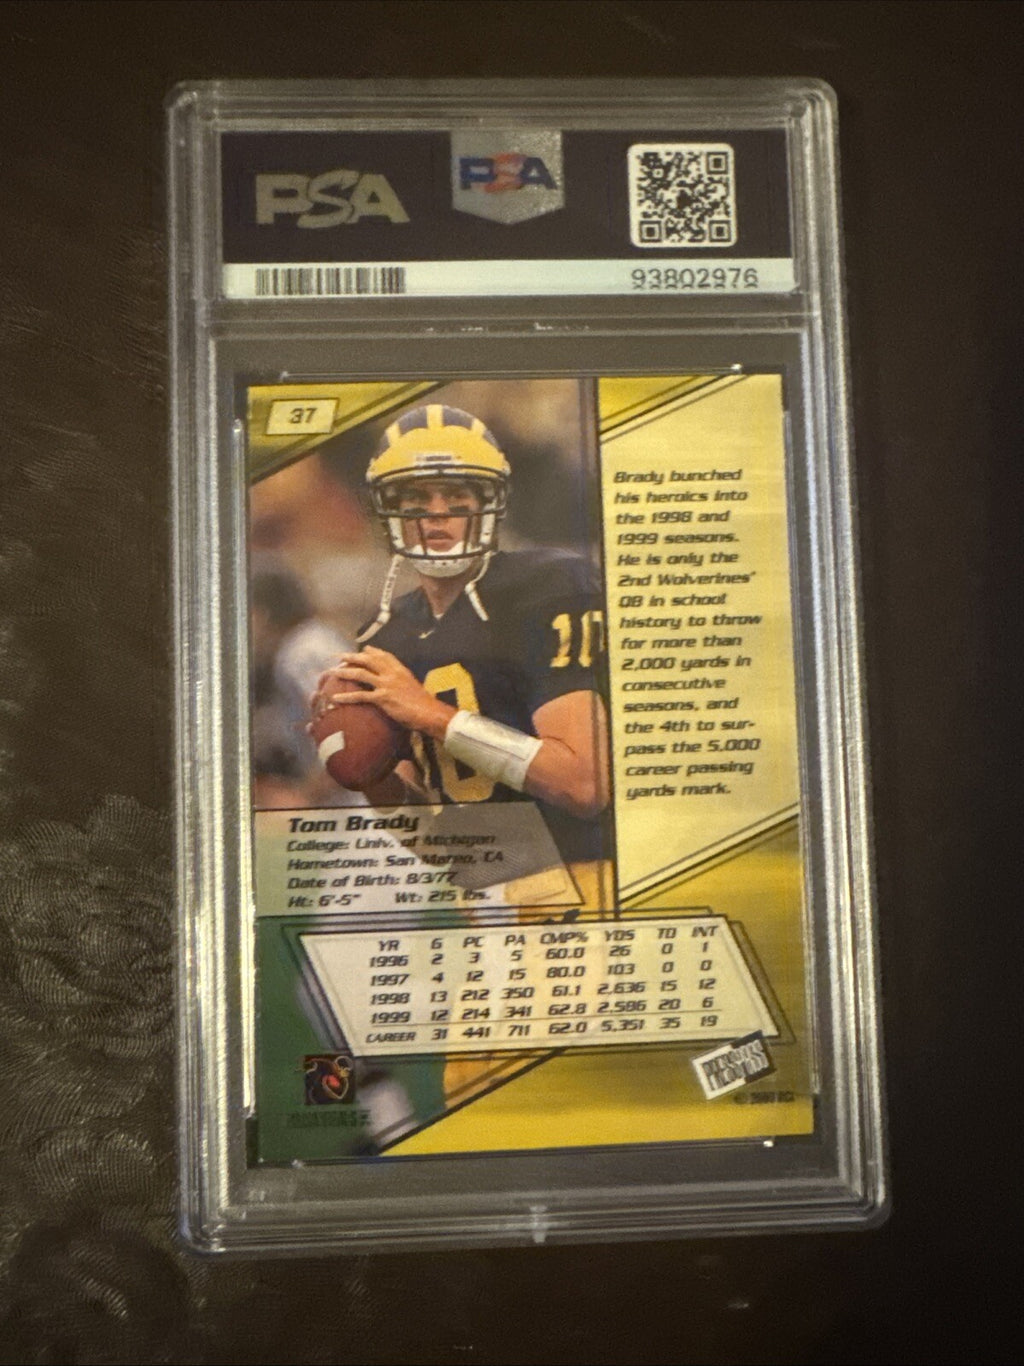 PSA
PSA
93802976
37
Brady bunched
his heroics into
the 1998 and
1999 seasons.
He is only the
2nd Wolverines'
QB in school
history to throw
for more than
2,000 yards in
consecutive
seasons, and
the 4th to sur-
pass the 5,000
career passing
yards mark.
10
10
Tom Brady
College: Univ. of Michigan
Hometown: San Mateo, CA
Date of Birth: 8/3/77
Ht: 6'-5" Wt: 215 lbs.
YR G PC PA CMP% YDS TD INT
1996 2 3 5 60.0 26 0 1
1997 4 12 15 80.0 103 0 0
1998 13 212 350 61.1 2,636 15 12
1999 12 214 341 62.8 2,586 20 6
CAREER 31 441 711 62.0 5,351 35 19